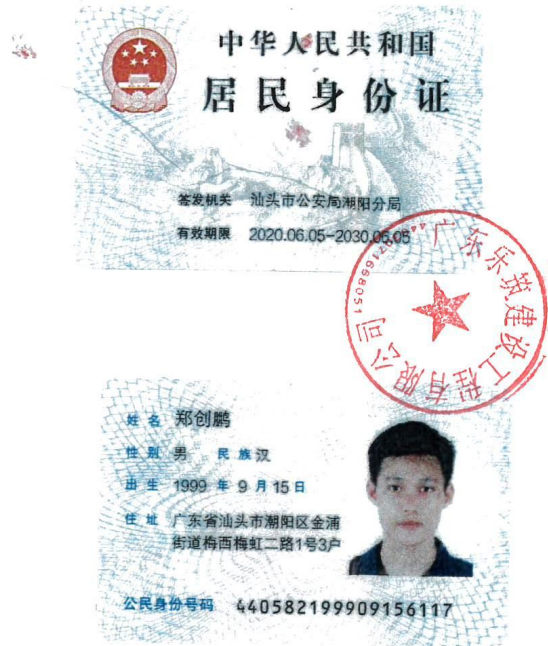 中华人民共和国
居民身份证
签发机关 汕头市公安局潮阳分局
有效期限 2020.06.05-2030.06.05
广东乐筑建设工程有限公司
姓名 郑创鹏
性别 男 民族 汉
出生 1999 年 9 月 15 日
住址 广东省汕头市潮阳区金浦
街道梅西梅虹二路1号3户
公民身份号码 440582199909156117